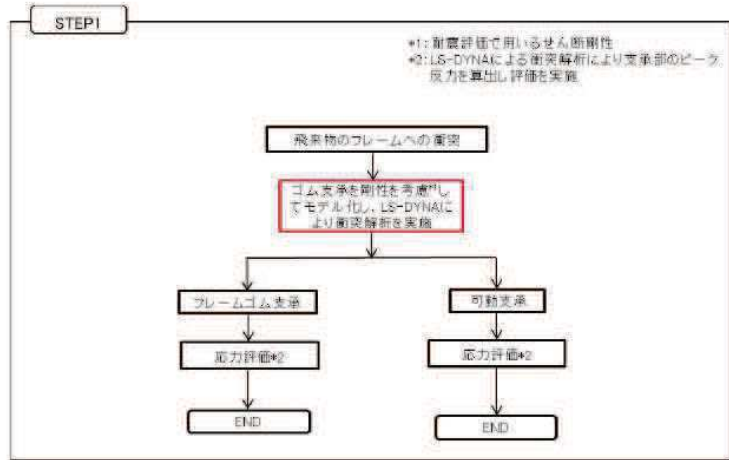 STEP1
*1:耐震評価で用いるせん断剛性
*2:LS-DYNAによる衝突解析により支承部のピーク
反力を算出し評価を実施
飛来物のフレームへの衝突
ゴム支承を剛性を考慮*1し
てモデル化し、LS-DYNAに
より衝突解析を実施
フレームゴム支承
可動支承
応力評価*2
応力評価*2
END
END